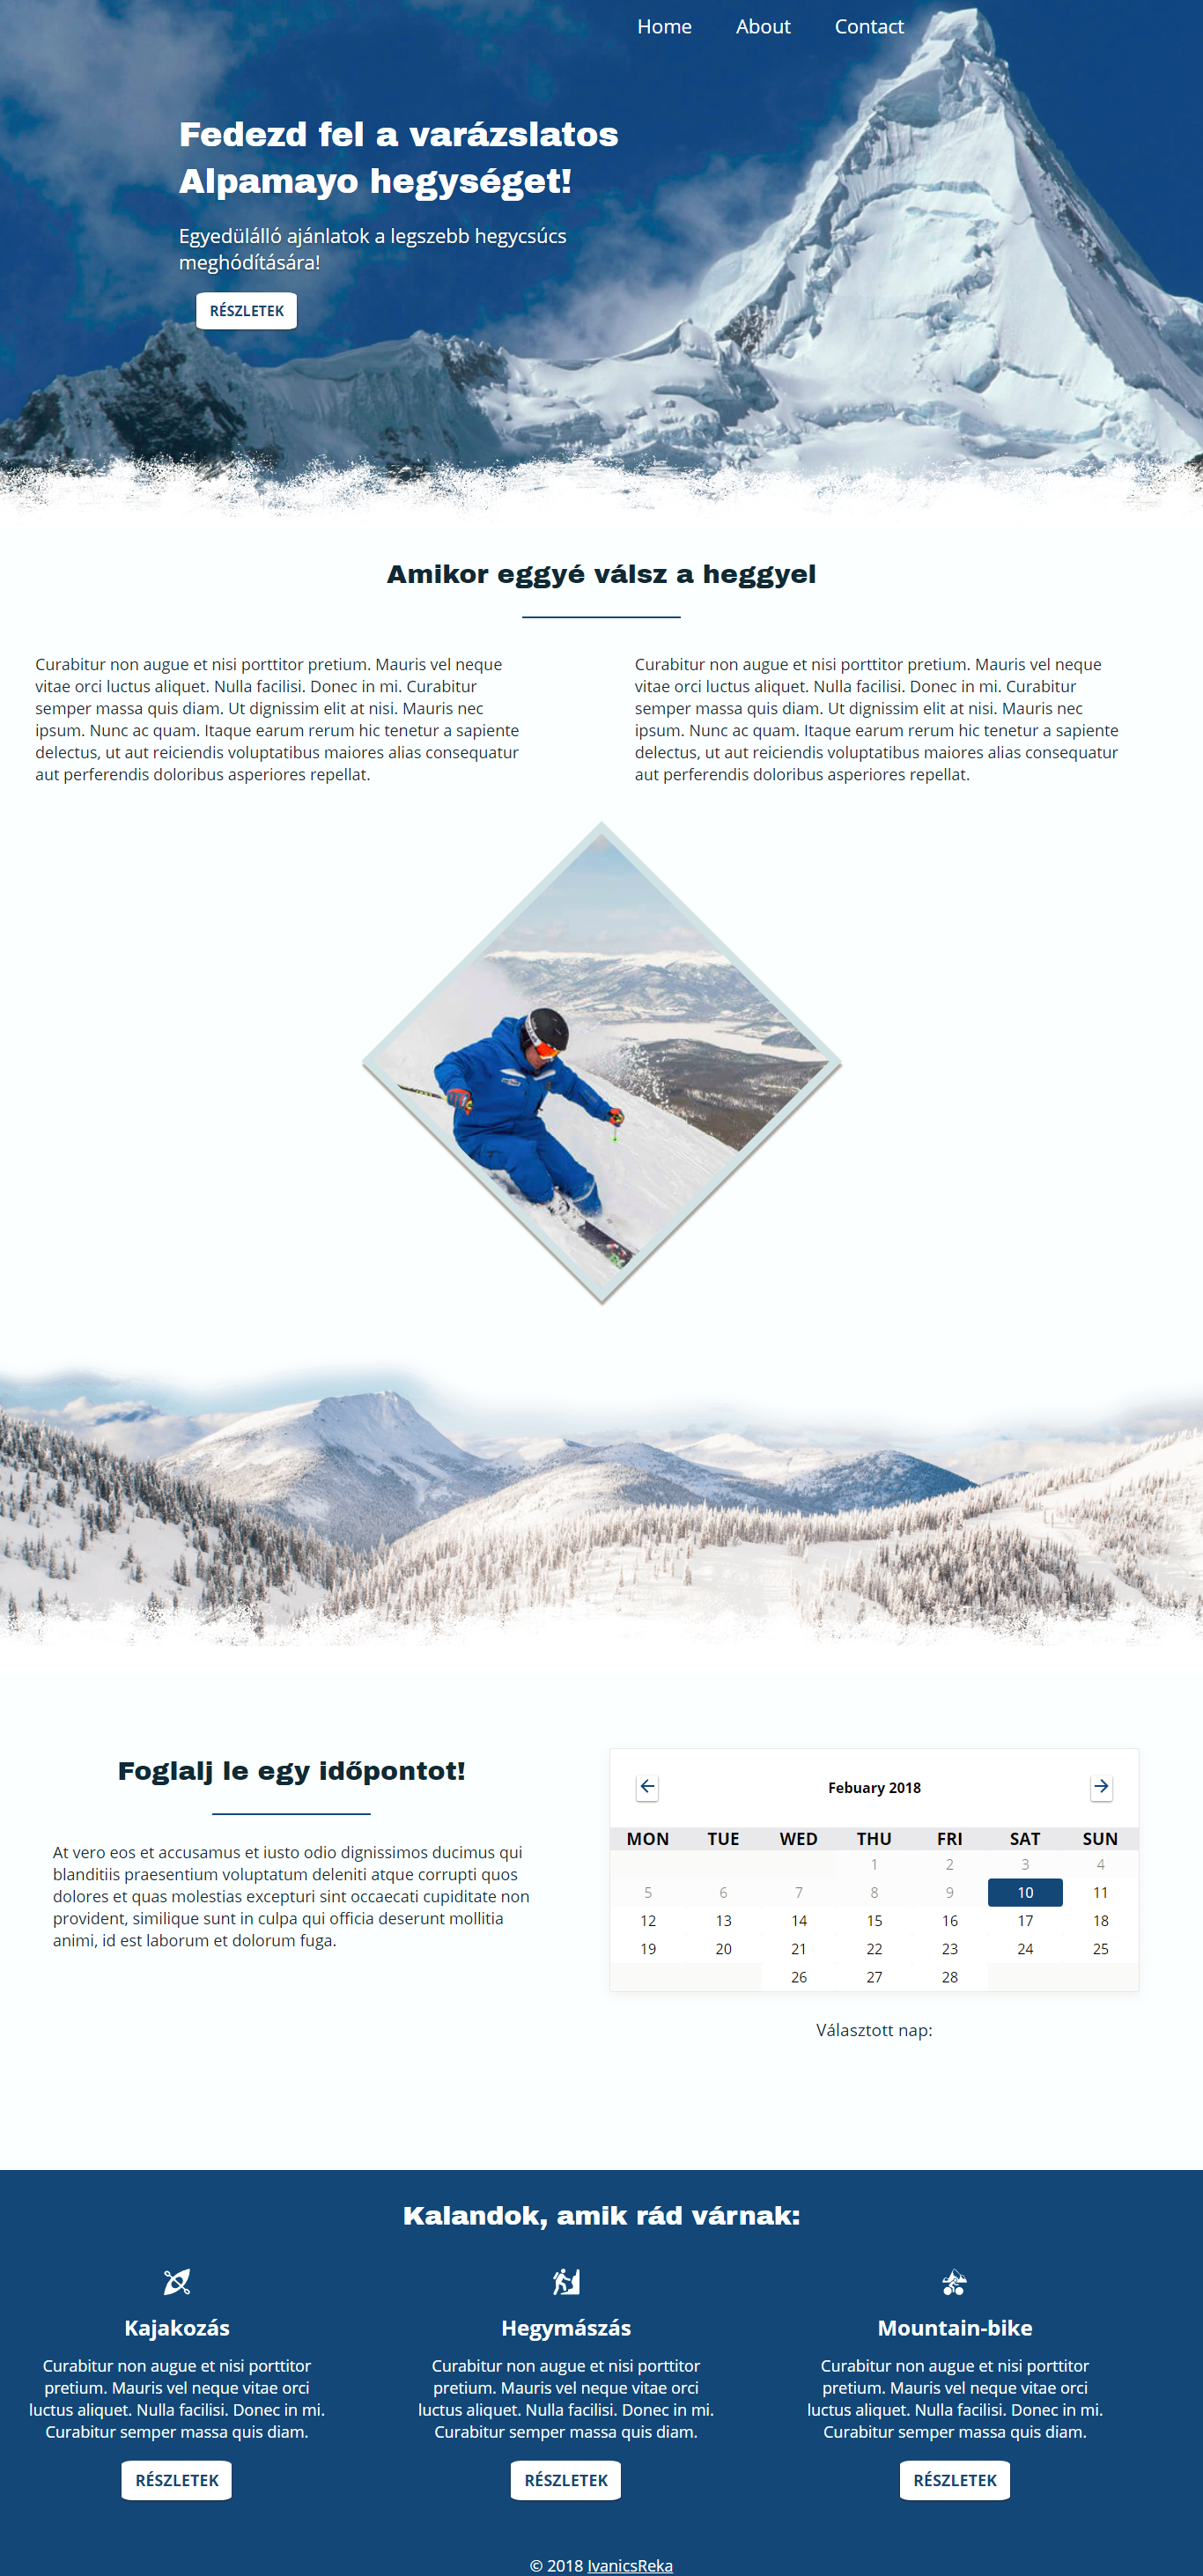 Home About Contact
Fedezd fel a varázslatos
Alpamayo hegységet!
Egyedülálló ajánlatok a legszebb hegycsúcs
meghódítására!
RÉSZLETEK
Amikor eggyé válsz a heggyel
Curabitur non augue et nisi porttitor pretium. Mauris vel neque
vitae orci luctus aliquet. Nulla facilisi. Donec in mi. Curabitur
semper massa quis diam. Ut dignissim elit at nisi. Mauris nec
ipsum. Nunc ac quam. Itaque earum rerum hic tenetur a sapiente
delectus, ut aut reiciendis voluptatibus maiores alias consequatur
aut perferendis doloribus asperiores repellat.
Curabitur non augue et nisi porttitor pretium. Mauris vel neque
vitae orci luctus aliquet. Nulla facilisi. Donec in mi. Curabitur
semper massa quis diam. Ut dignissim elit at nisi. Mauris nec
ipsum. Nunc ac quam. Itaque earum rerum hic tenetur a sapiente
delectus, ut aut reiciendis voluptatibus maiores alias consequatur
aut perferendis doloribus asperiores repellat.
Foglalj le egy időpontot!
At vero eos et accusamus et iusto odio dignissimos ducimus qui
blanditiis praesentium voluptatum deleniti atque corrupti quos
dolores et quas molestias excepturi sint occaecati cupiditate non
provident, similique sunt in culpa qui officia deserunt mollitia
animi, id est laborum et dolorum fuga.
Febuary 2018
MON TUE WED THU FRI SAT SUN
1 2 3 4
5 6 7 8 9 10 11
12 13 14 15 16 17 18
19 20 21 22 23 24 25
26 27 28
Választott nap:
Kalandok, amik rád várnak:
Kajakozás
Curabitur non augue et nisi porttitor
pretium. Mauris vel neque vitae orci
luctus aliquet. Nulla facilisi. Donec in mi.
Curabitur semper massa quis diam.
RÉSZLETEK
Hegymászás
Curabitur non augue et nisi porttitor
pretium. Mauris vel neque vitae orci
luctus aliquet. Nulla facilisi. Donec in mi.
Curabitur semper massa quis diam.
RÉSZLETEK
Mountain-bike
Curabitur non augue et nisi porttitor
pretium. Mauris vel neque vitae orci
luctus aliquet. Nulla facilisi. Donec in mi.
Curabitur semper massa quis diam.
RÉSZLETEK
© 2018 IvanicsReka